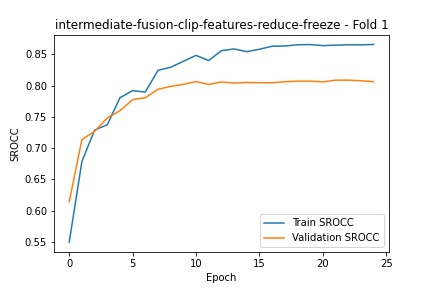 intermediate-fusion-clip-features-reduce-freeze - Fold 1
SROCC
0.85
0.80
0.75
0.70
0.65
0.60
0.55
Train SROCC
Validation SROCC
0
5
10
15
20
25
Epoch